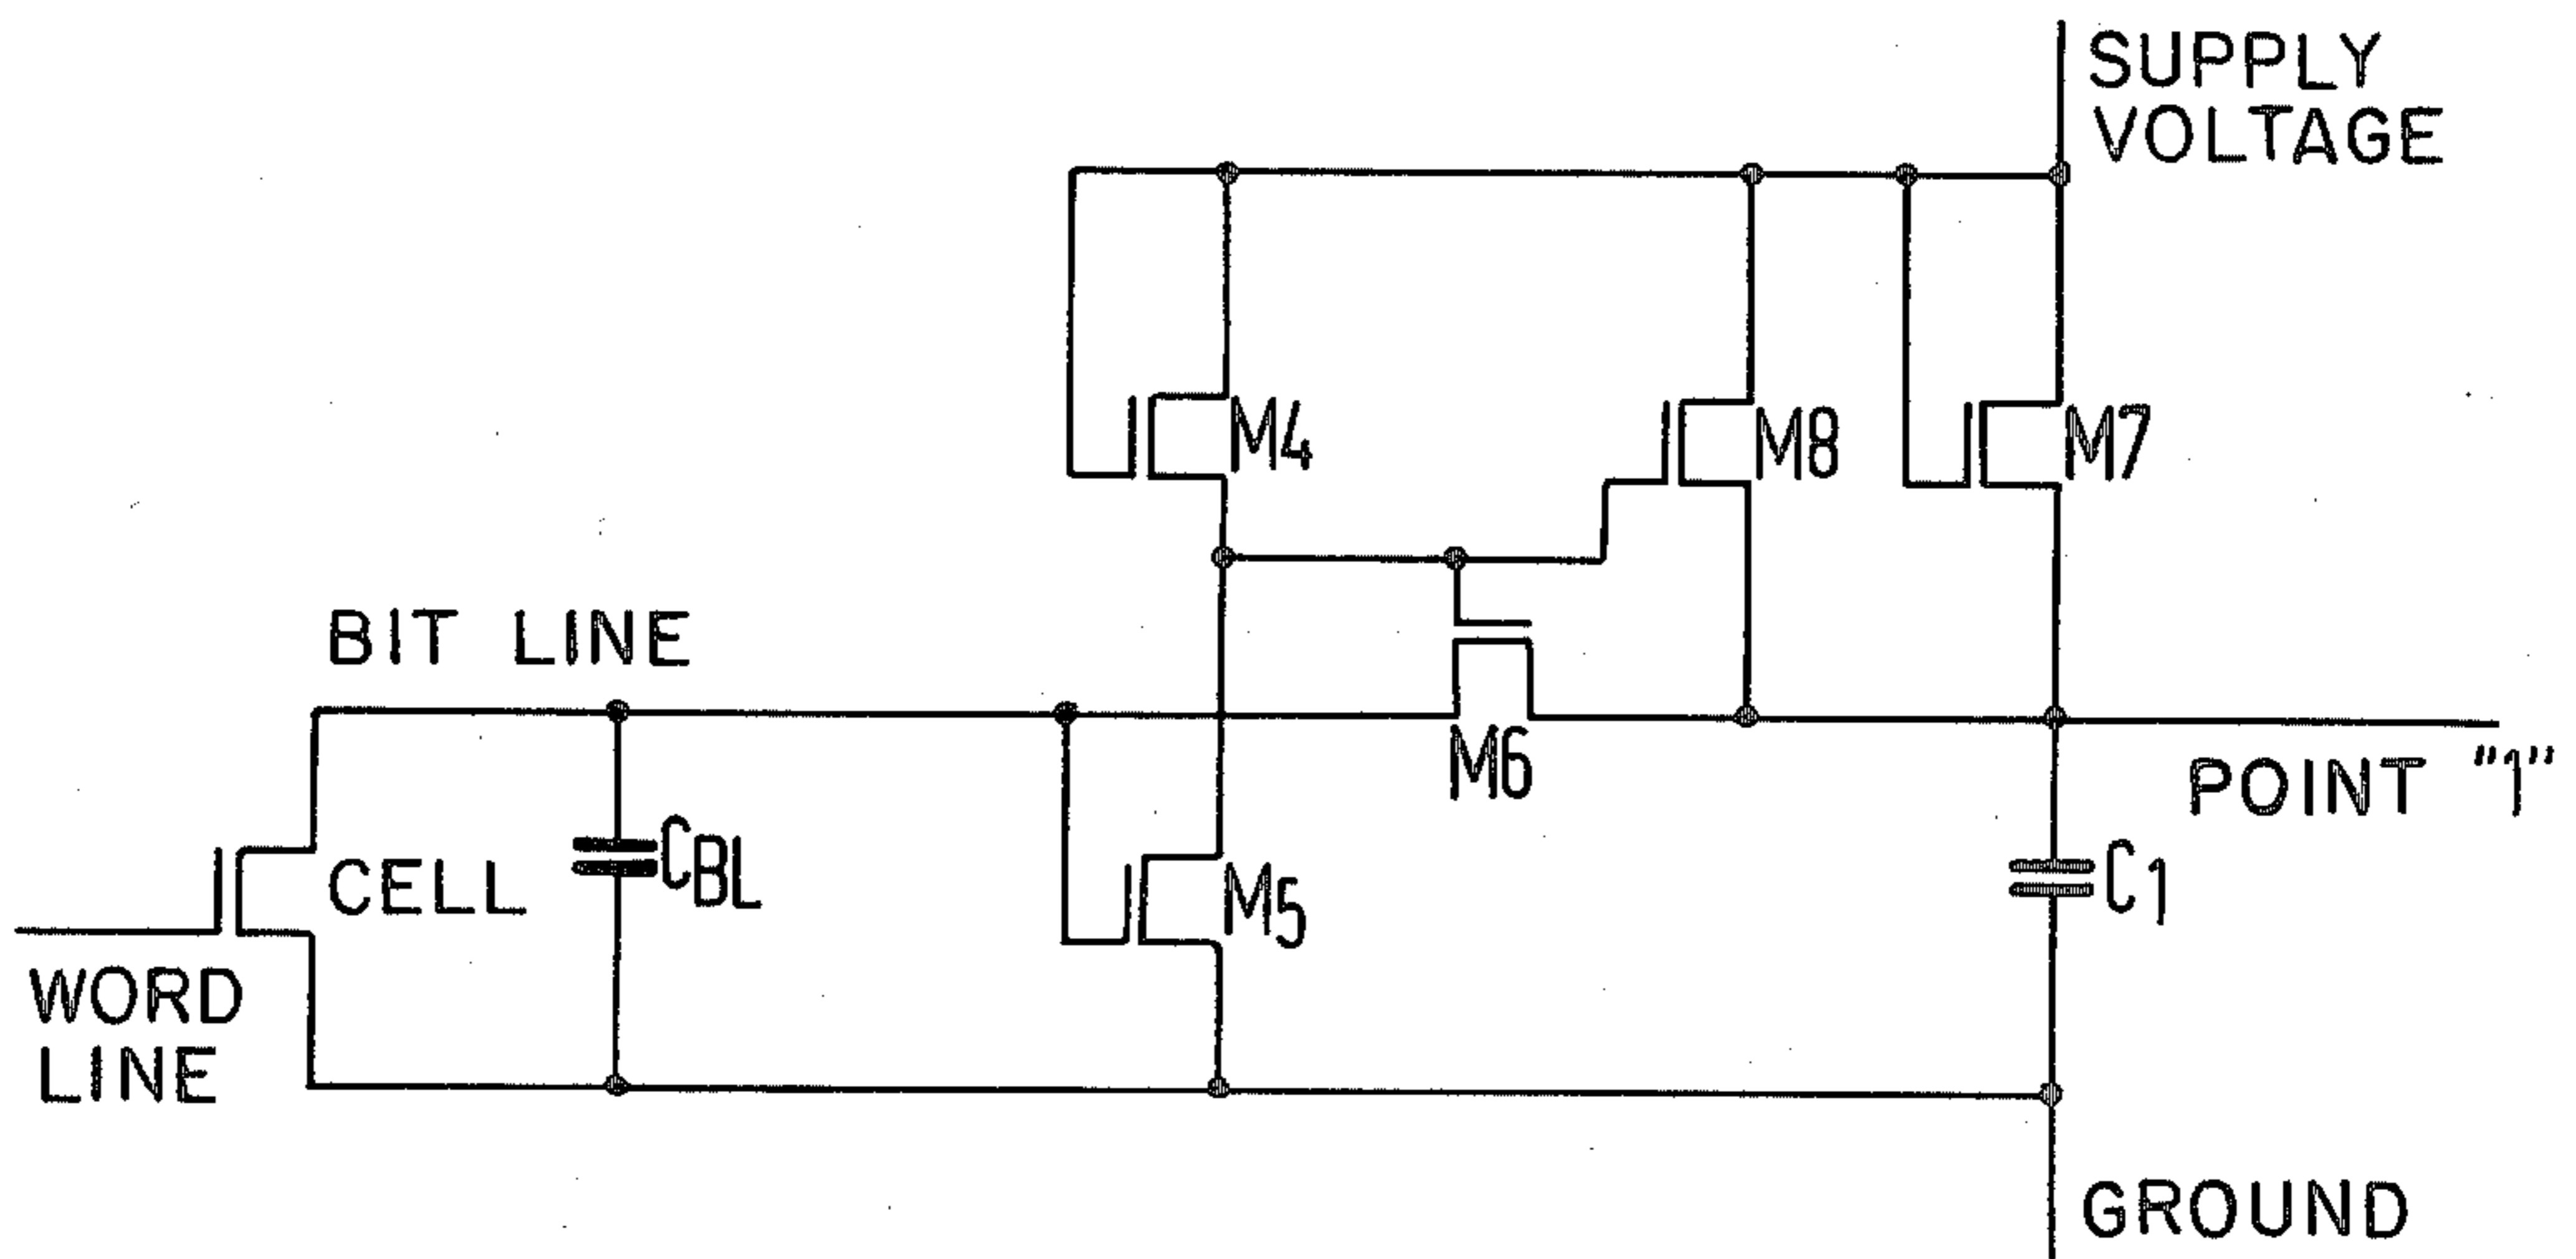 SUPPLY
VOLTAGE
M4
M8
M7
BIT LINE
M6
POINT "1"
CELL
CBL
M5
C1
WORD
LINE
GROUND